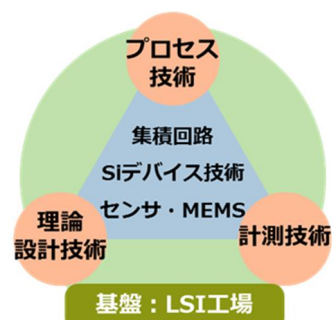 プロセス
技術
集積回路
Siデバイス技術
センサ・MEMS
理論
設計技術
計測技術
基盤：LSI工場